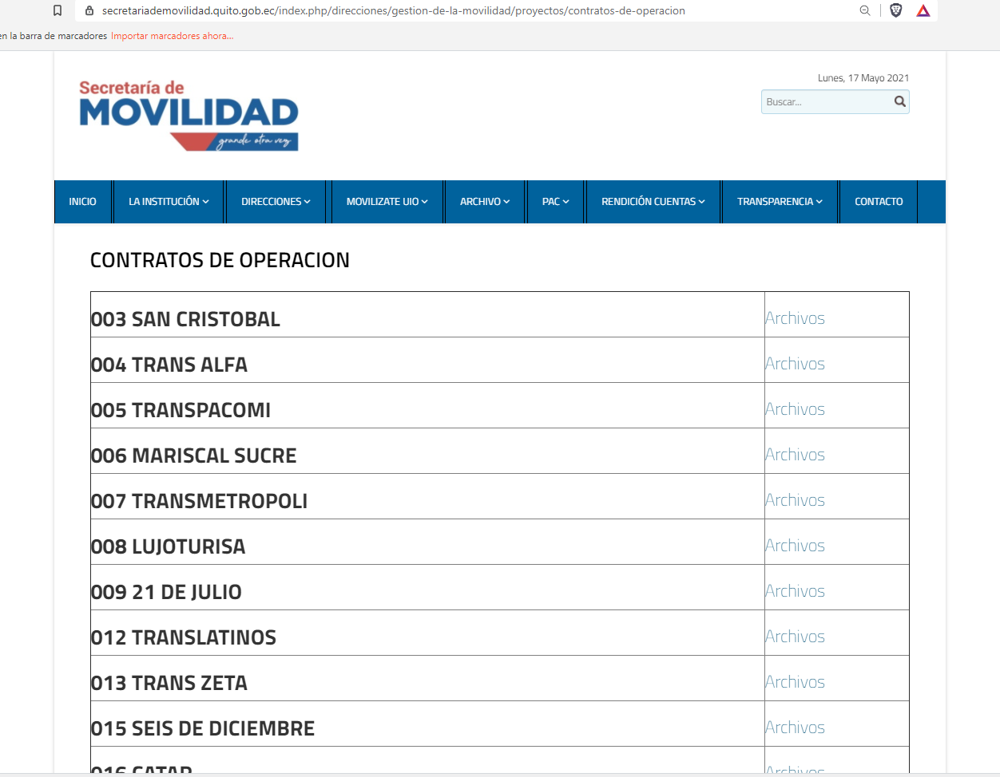 secretariademovilidad.quito.gob.ec/index.php/direcciones/gestion-de-la-movilidad/proyectos/contratos-de-operacion
en la barra de marcadores Importar marcadores ahora...
Lunes, 17 Mayo 2021
Secretaría de
MOVILIDAD
grande otra vez
Buscar...
INICIO LA INSTITUCIÓN DIRECCIONES MOVILIZATE UIO ARCHIVO PAC RENDICIÓN CUENTAS TRANSPARENCIA CONTACTO
CONTRATOS DE OPERACION
003 SAN CRISTOBAL Archivos
004 TRANS ALFA Archivos
005 TRANSPACOMI Archivos
006 MARISCAL SUCRE Archivos
007 TRANSMETROPOLI Archivos
008 LUJOTURISA Archivos
009 21 DE JULIO Archivos
012 TRANSLATINOS Archivos
013 TRANS ZETA Archivos
015 SEIS DE DICIEMBRE Archivos
016 CATAR Archivos